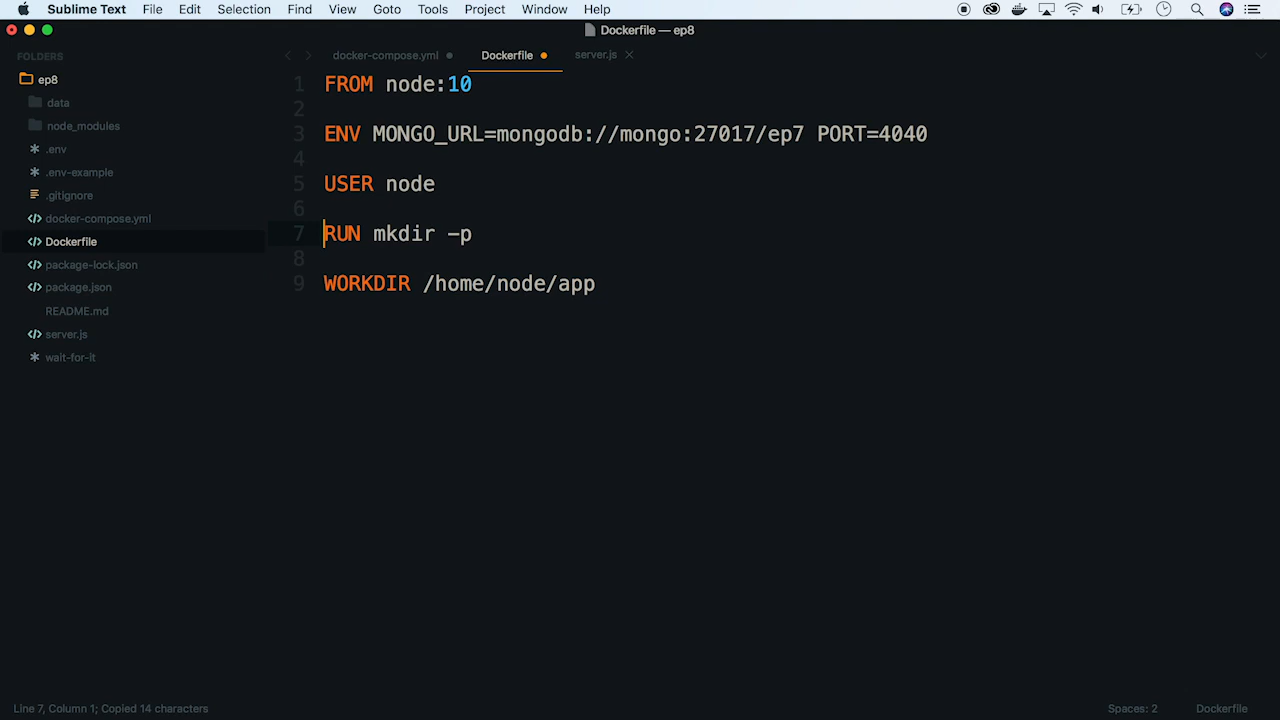 Sublime Text File Edit Selection Find View Goto Tools Project Window Help
Dockerfile — ep8
FOLDERS
ep8
data
node_modules
.env
.env-example
.gitignore
docker-compose.yml
Dockerfile
package-lock.json
package.json
README.md
server.js
wait-for-it
docker-compose.yml Dockerfile server.js
1 FROM node:10
2
3 ENV MONGO_URL=mongodb://mongo:27017/ep7 PORT=4040
4
5 USER node
6
7 RUN mkdir -p
8
9 WORKDIR /home/node/app
Line 7, Column 1; Copied 14 characters
Spaces: 2 Dockerfile